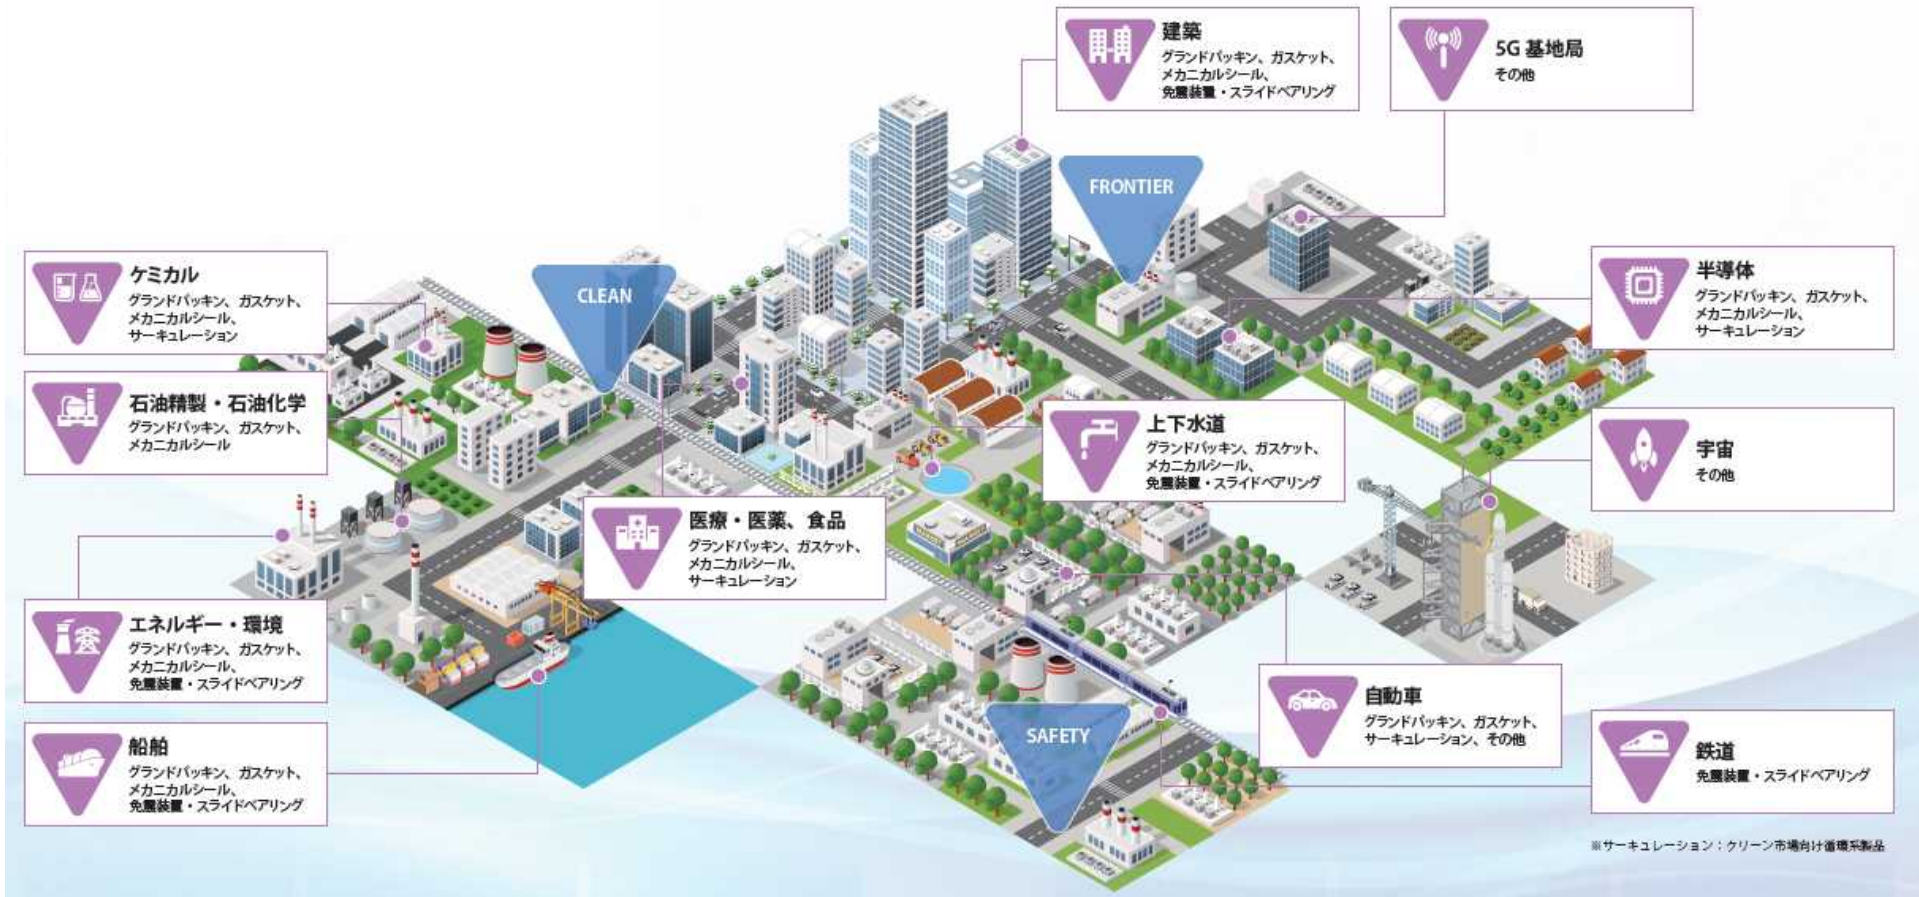 建築
グランドパッキン、ガスケット、
メカニカルシール、
免震装置・スライドベアリング
5G 基地局
その他
FRONTIER
CLEAN
ケミカル
グランドパッキン、ガスケット、
メカニカルシール、
サーキュレーション
半導体
グランドパッキン、ガスケット、
メカニカルシール、
サーキュレーション
石油精製・石油化学
グランドパッキン、ガスケット、
メカニカルシール
上下水道
グランドパッキン、ガスケット、
メカニカルシール、
免震装置・スライドベアリング
宇宙
その他
医療・医薬、食品
グランドパッキン、ガスケット、
メカニカルシール、
サーキュレーション
エネルギー・環境
グランドパッキン、ガスケット、
メカニカルシール、
免震装置・スライドベアリング
自動車
グランドパッキン、ガスケット、
サーキュレーション、その他
SAFETY
船舶
グランドパッキン、ガスケット、
メカニカルシール、
免震装置・スライドベアリング
鉄道
免震装置・スライドベアリング
※サーキュレーション：クリーン市場向け循環系製品